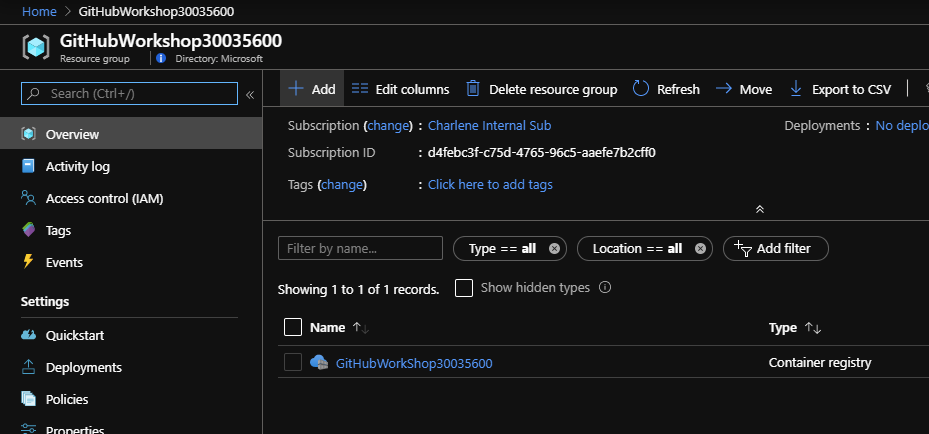 Home > GitHubWorkshop30035600
GitHubWorkshop30035600
Resource group | Directory: Microsoft
Search (Ctrl+/) «
Overview
Activity log
Access control (IAM)
Tags
Events
Settings
Quickstart
Deployments
Policies
Properties
Add Edit columns Delete resource group Refresh Move Export to CSV
Subscription (change) : Charlene Internal Sub Deployments : No deplo
Subscription ID : d4febc3f-c75d-4765-96c5-aaefe7b2cff0
Tags (change) : Click here to add tags
Filter by name... Type == all Location == all Add filter
Showing 1 to 1 of 1 records. Show hidden types
Name ↑↓ Type ↑↓
GitHubWorkShop30035600 Container registry